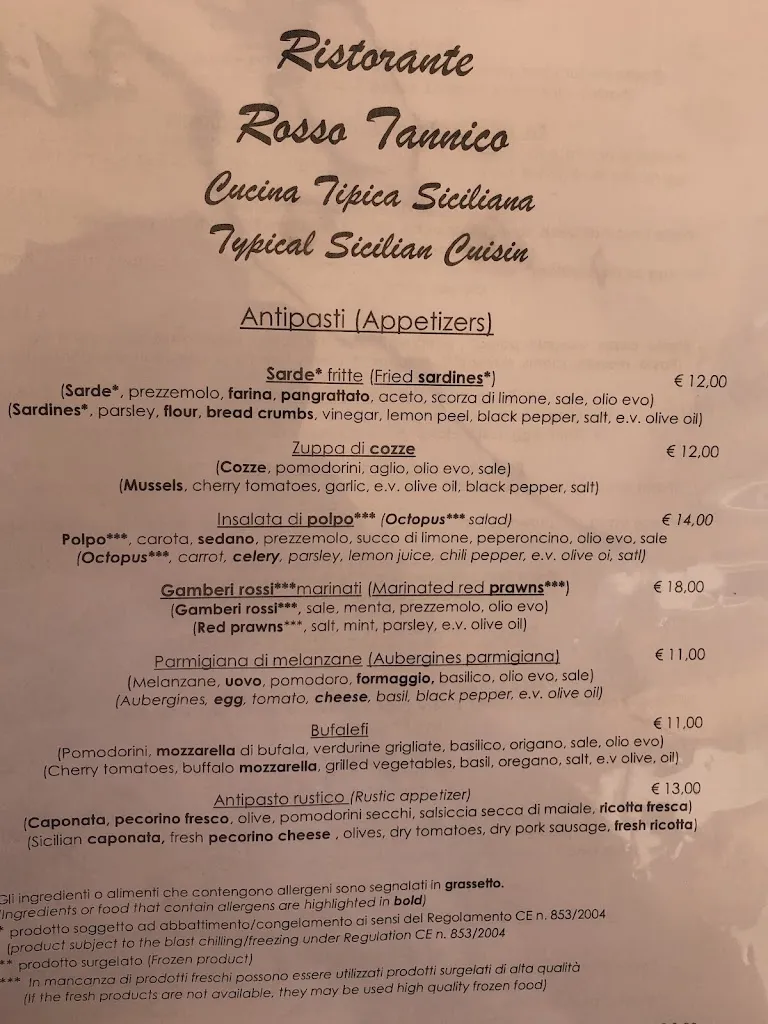 Ristorante
Rosso Tannico
Cucina Tipica Siciliana
Typical Sicilian Cuisin
Antipasti (Appetizers)
Sarde* fritte (Fried sardines*) € 12,00
(Sarde*, prezzemolo, farina, pangrattato, aceto, scorza di limone, sale, olio evo)
(Sardines*, parsley, flour, bread crumbs, vinegar, lemon peel, black pepper, salt, e.v. olive oil)
Zuppa di cozze € 12,00
(Cozze, pomodorini, aglio, olio evo, sale)
(Mussels, cherry tomatoes, garlic, e.v. olive oil, black pepper, salt)
Insalata di polpo*** (Octopus*** salad) € 14,00
Polpo***, carota, sedano, prezzemolo, succo di limone, peperoncino, olio evo, sale
(Octopus***, carrot, celery, parsley, lemon juice, chili pepper, e.v. olive oi, satl)
Gamberi rossi***marinati (Marinated red prawns***) € 18,00
(Gamberi rossi***, sale, menta, prezzemolo, olio evo)
(Red prawns***, salt, mint, parsley, e.v. olive oil)
Parmigiana di melanzane (Aubergines parmigiana) € 11,00
(Melanzane, uovo, pomodoro, formaggio, basilico, olio evo, sale)
(Aubergines, egg, tomato, cheese, basil, black pepper, e.v. olive oil)
Bufalefi € 11,00
(Pomodorini, mozzarella di bufala, verdurine grigliate, basilico, origano, sale, olio evo)
(Cherry tomatoes, buffalo mozzarella, grilled vegetables, basil, oregano, salt, e.v olive, oil)
Antipasto rustico (Rustic appetizer) € 13,00
(Caponata, pecorino fresco, olive, pomodorini secchi, salsiccia secca di maiale, ricotta fresca)
(Sicilian caponata, fresh pecorino cheese , olives, dry tomatoes, dry pork sausage, fresh ricotta)
Gli ingredienti o alimenti che contengono allergeni sono segnalati in grassetto.
(Ingredients or food that contain allergens are highlighted in bold)
* prodotto soggetto ad abbattimento/congelamento ai sensi del Regolamento CE n. 853/2004
(product subject to the blast chilling/freezing under Regulation CE n. 853/2004
** prodotto surgelato (Frozen product)
*** In mancanza di prodotti freschi possono essere utilizzati prodotti surgelati di alta qualità
(If the fresh products are not available, they may be used high quality frozen food)